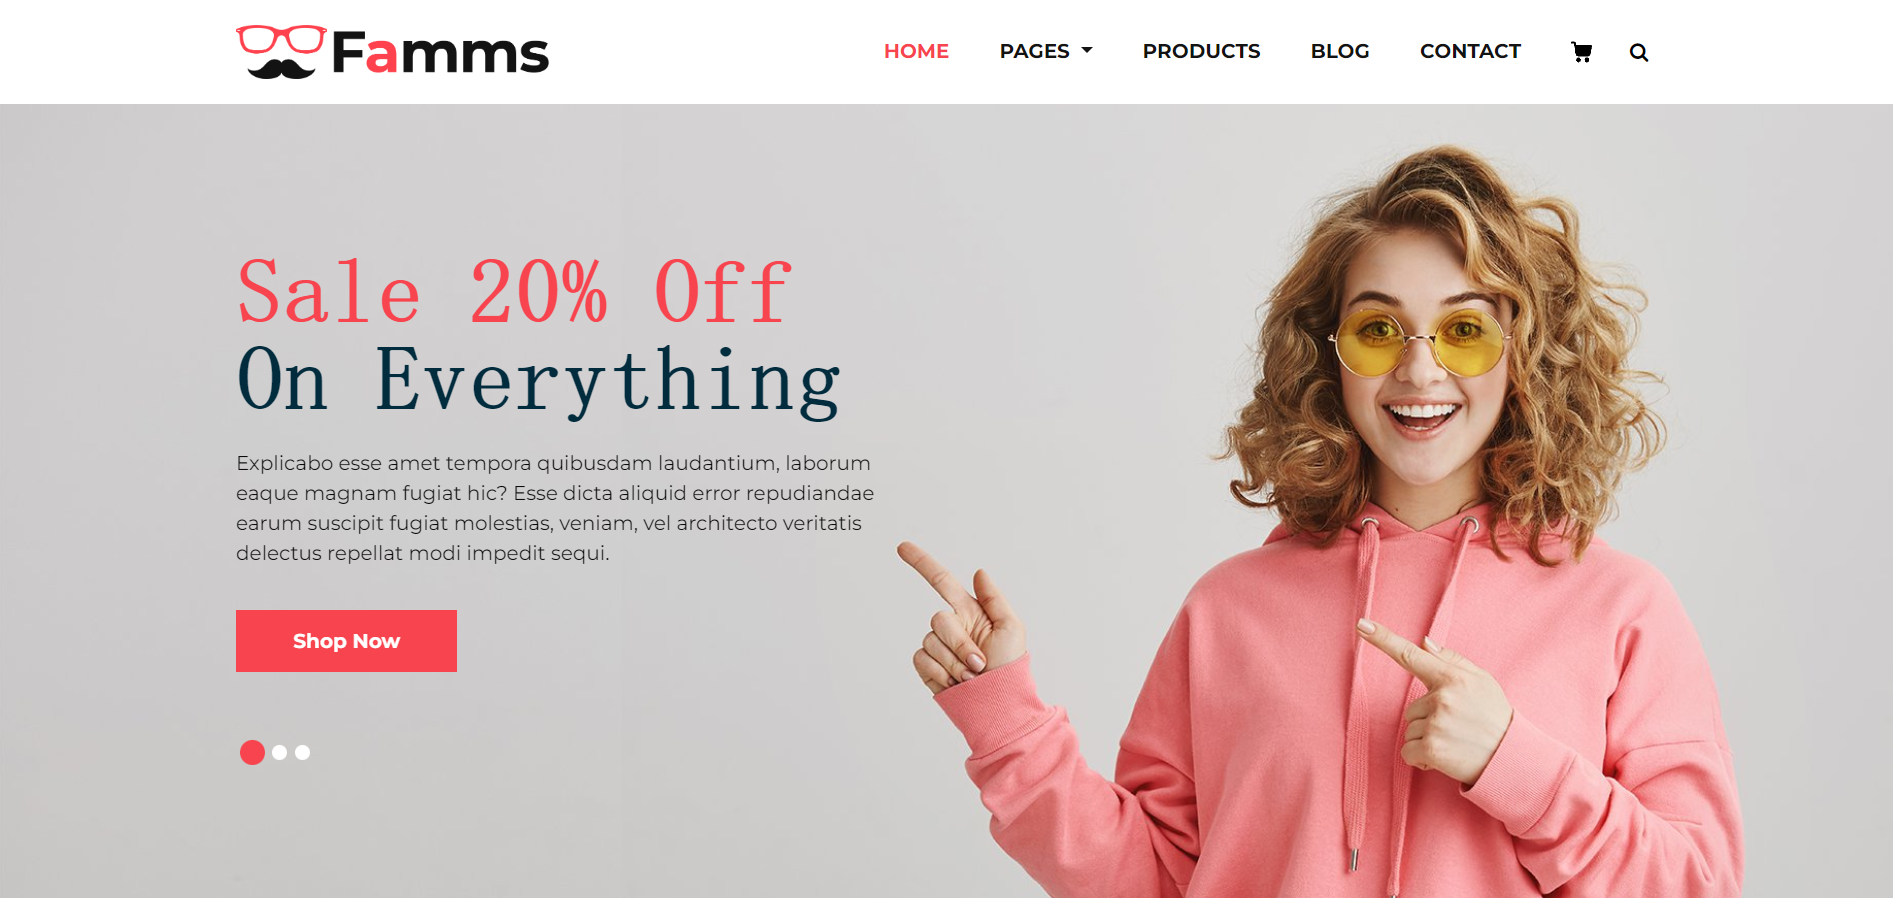 Famms
HOME PAGES PRODUCTS BLOG CONTACT
Sale 20% Off
On Everything
Explicabo esse amet tempora quibusdam laudantium, laborum
eaque magnam fugiat hic? Esse dicta aliquid error repudiandae
earum suscipit fugiat molestias, veniam, vel architecto veritatis
delectus repellat modi impedit sequi.
Shop Now